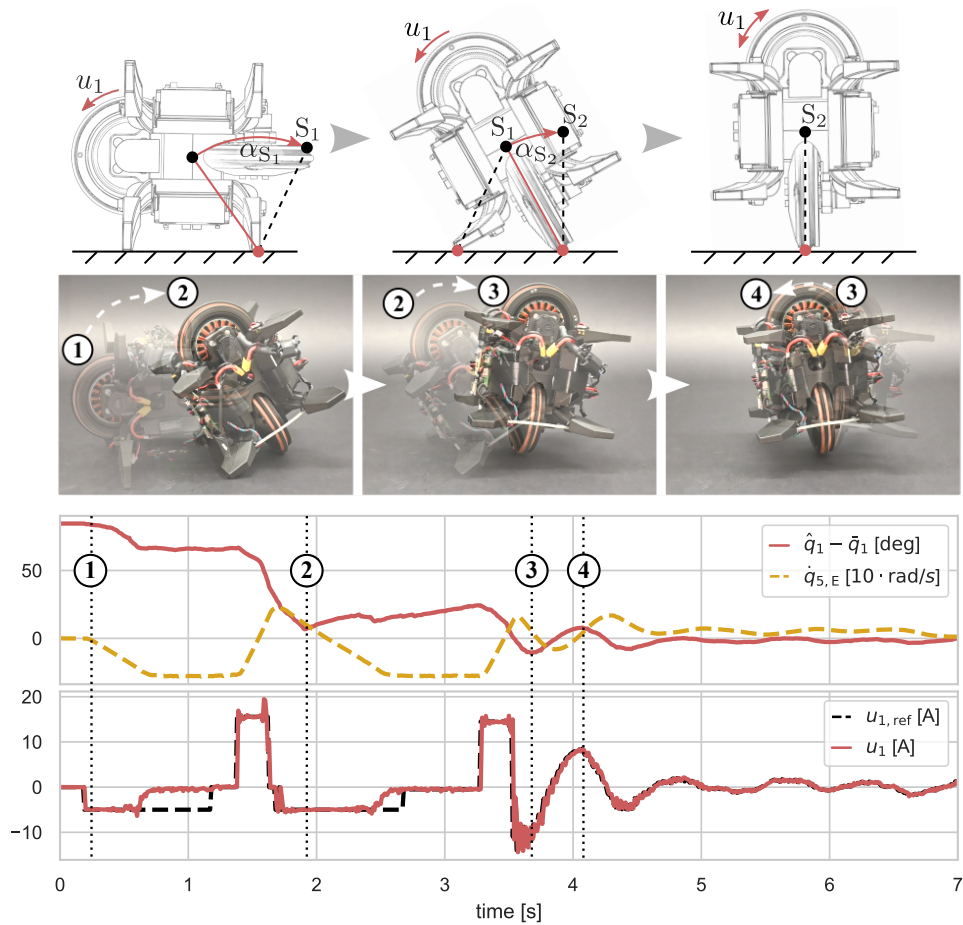 u₁
S₁
α_S₁
u₁
S₁
S₂
α_S₂
u₁
S₂
1
2
2
3
4
3
50
0
1
2
3
4
q̂₁ − q̄₁ [deg]
q̇₅,E [10 · rad/s]
20
10
0
−10
u₁,ref [A]
u₁ [A]
0 1 2 3 4 5 6 7
time [s]